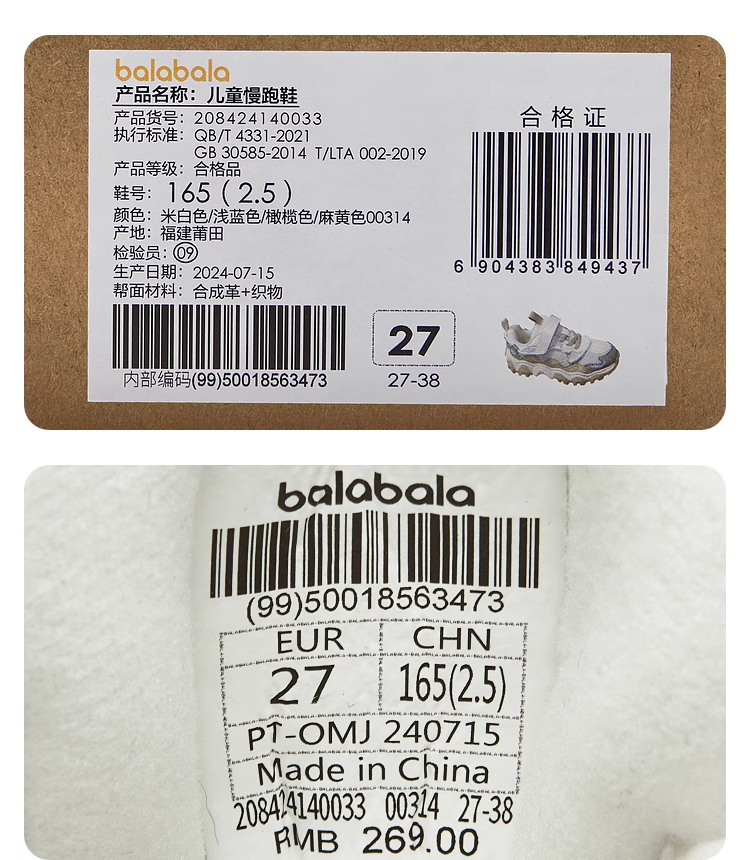 balabala
产品名称：儿童慢跑鞋
产品货号：208424140033
执行标准：QB/T 4331-2021
GB 30585-2014 T/LTA 002-2019
产品等级：合格品
鞋号：165（2.5）
颜色：米白色/浅蓝色/橄榄色/麻黄色00314
产地：福建莆田
检验员：09
生产日期：2024-07-15
帮面材料：合成革+织物
内部编码(99)50018563473
27
27-38
合格证
6 904383 849437
balabala
(99)50018563473
EUR CHN
27 165(2.5)
PT-OMJ 240715
Made in China
208424140033 00314 27-38
RMB 269.00